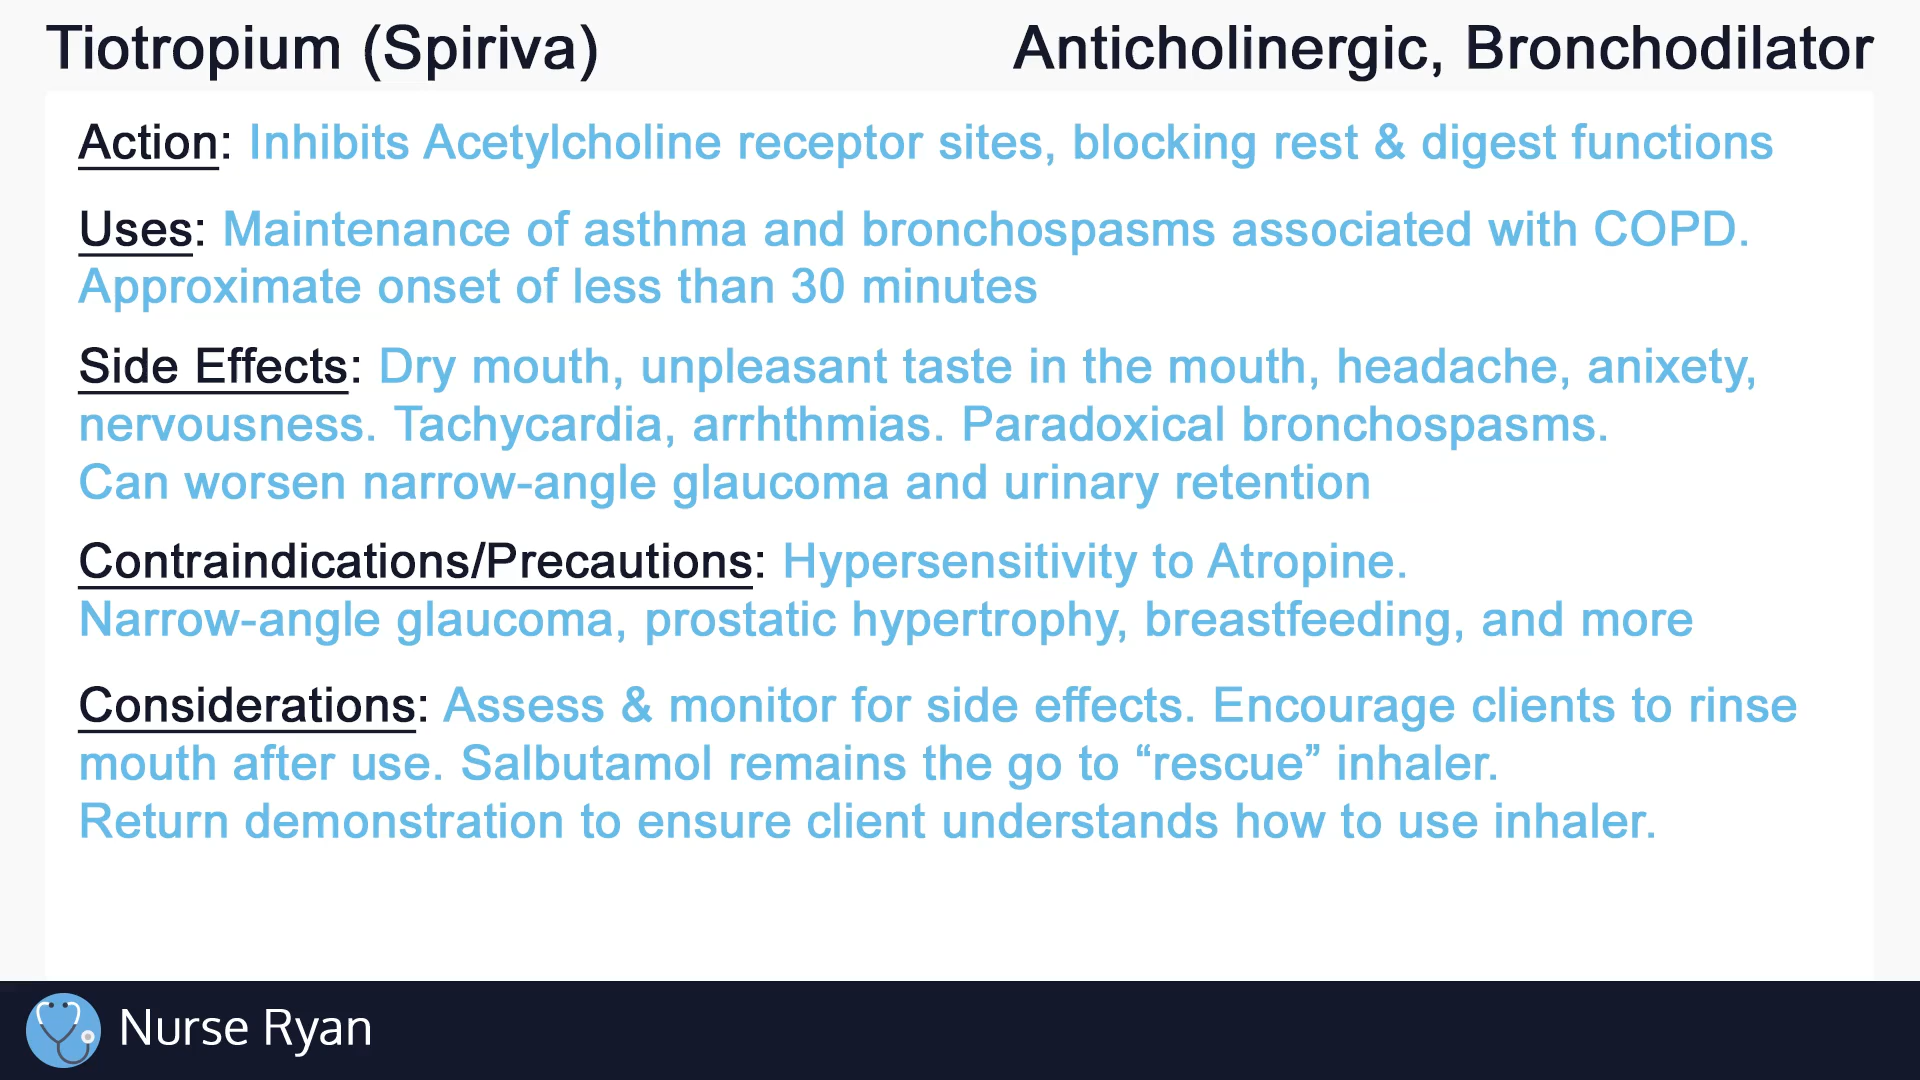 Tiotropium (Spiriva)
Anticholinergic, Bronchodilator
Action: Inhibits Acetylcholine receptor sites, blocking rest & digest functions
Uses: Maintenance of asthma and bronchospasms associated with COPD.
Approximate onset of less than 30 minutes
Side Effects: Dry mouth, unpleasant taste in the mouth, headache, anixety,
nervousness. Tachycardia, arrhthmias. Paradoxical bronchospasms.
Can worsen narrow-angle glaucoma and urinary retention
Contraindications/Precautions: Hypersensitivity to Atropine.
Narrow-angle glaucoma, prostatic hypertrophy, breastfeeding, and more
Considerations: Assess & monitor for side effects. Encourage clients to rinse
mouth after use. Salbutamol remains the go to “rescue” inhaler.
Return demonstration to ensure client understands how to use inhaler.
Nurse Ryan